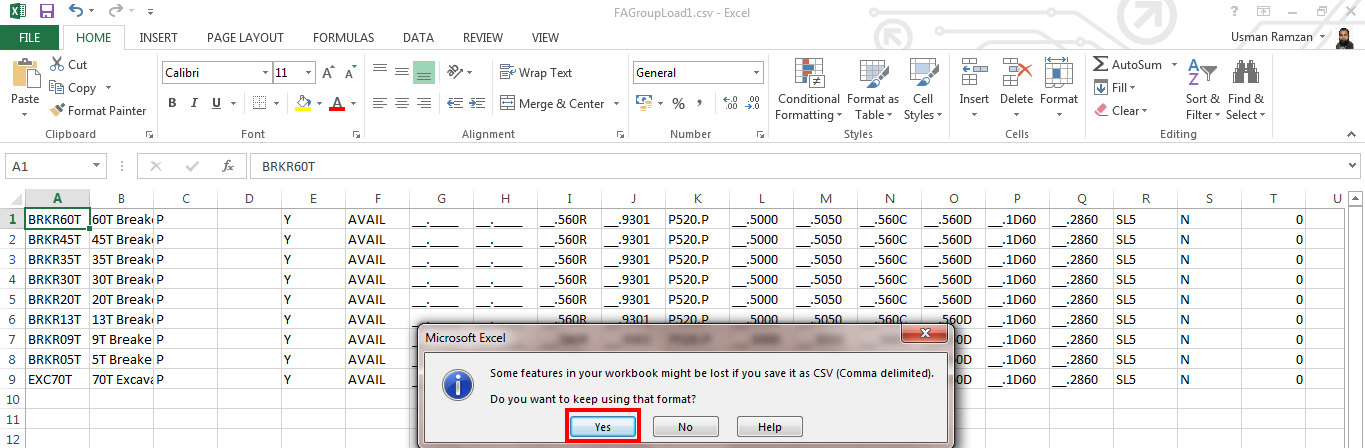 FAGroupLoad1.csv - Excel
FILE HOME INSERT PAGE LAYOUT FORMULAS DATA REVIEW VIEW Usman Ramzan
Paste Cut Copy Format Painter
Calibri 11
B I U A
Wrap Text
Merge & Center
General
$ % ,
Conditional Formatting Format as Table Cell Styles
Insert Delete Format
AutoSum Fill Clear
Sort & Filter Find & Select
Clipboard Font Alignment Number Styles Cells Editing
A1 fx BRKR60T
A B C D E F G H I J K L M N O P Q R S T U
1 BRKR60T 60T Breake P Y AVAIL __.____ __.____ __.560R __.9301 P520.P __.5000 __.5050 __.560C __.560D __.1D60 __.2860 SL5 N 0
2 BRKR45T 45T Breake P Y AVAIL __.____ __.____ __.560R __.9301 P520.P __.5000 __.5050 __.560C __.560D __.1D60 __.2860 SL5 N 0
3 BRKR35T 35T Breake P Y AVAIL __.____ __.____ __.560R __.9301 P520.P __.5000 __.5050 __.560C __.560D __.1D60 __.2860 SL5 N 0
4 BRKR30T 30T Breake P Y AVAIL __.____ __.____ __.560R __.9301 P520.P __.5000 __.5050 __.560C __.560D __.1D60 __.2860 SL5 N 0
5 BRKR20T 20T Breake P Y AVAIL __.____ __.____ __.560R __.9301 P520.P __.5000 __.5050 __.560C __.560D __.1D60 __.2860 SL5 N 0
6 BRKR13T 13T Breake P Y AVAIL __.____ __.____ __.560R __.9301 P520.P __.5000 __.5050 __.560C __.560D __.1D60 __.2860 SL5 N 0
7 BRKR09T 9T Breake P Y AVAIL 60D __.1D60 __.2860 SL5 N 0
8 BRKR05T 5T Breake P Y AVAIL 60D __.1D60 __.2860 SL5 N 0
9 EXC70T 70T Excava P Y AVAIL 60D __.1D60 __.2860 SL5 N 0
10
11
12
Microsoft Excel
Some features in your workbook might be lost if you save it as CSV (Comma delimited).
Do you want to keep using that format?
Yes No Help